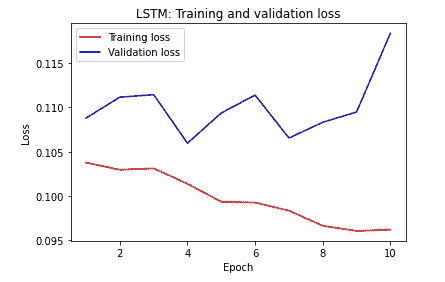 LSTM: Training and validation loss
Training loss
Validation loss
0.115
0.110
0.105
0.100
0.095
Loss
2 4 6 8 10
Epoch